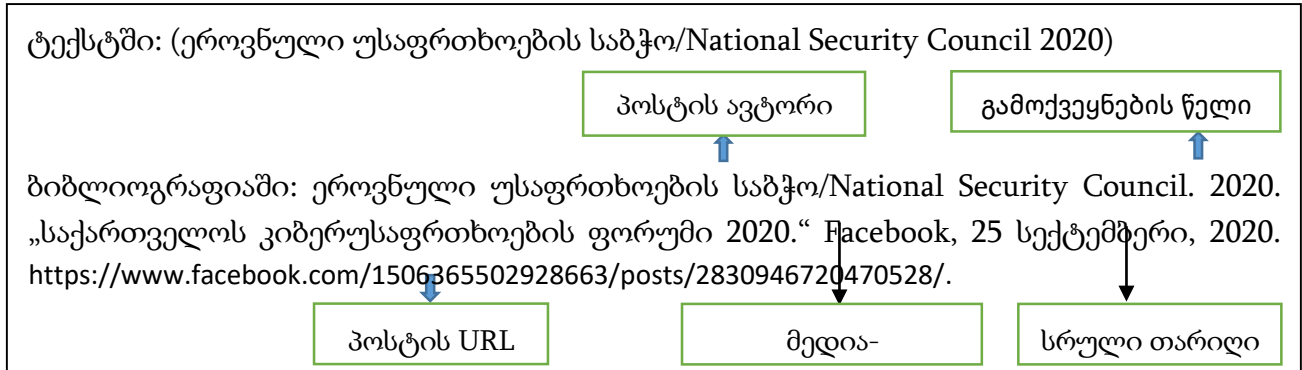 ტექსტში: (ეროვნული უსაფრთხოების საბჭო/National Security Council 2020)
პოსტის ავტორი
გამოქვეყნების წელი
ბიბლიოგრაფიაში: ეროვნული უსაფრთხოების საბჭო/National Security Council. 2020.
„საქართველოს კიბერუსაფრთხოების ფორუმი 2020.“ Facebook, 25 სექტემბერი, 2020.
https://www.facebook.com/1506365502928663/posts/2830946720470528/.
პოსტის URL
მედია-
სრული თარიღი